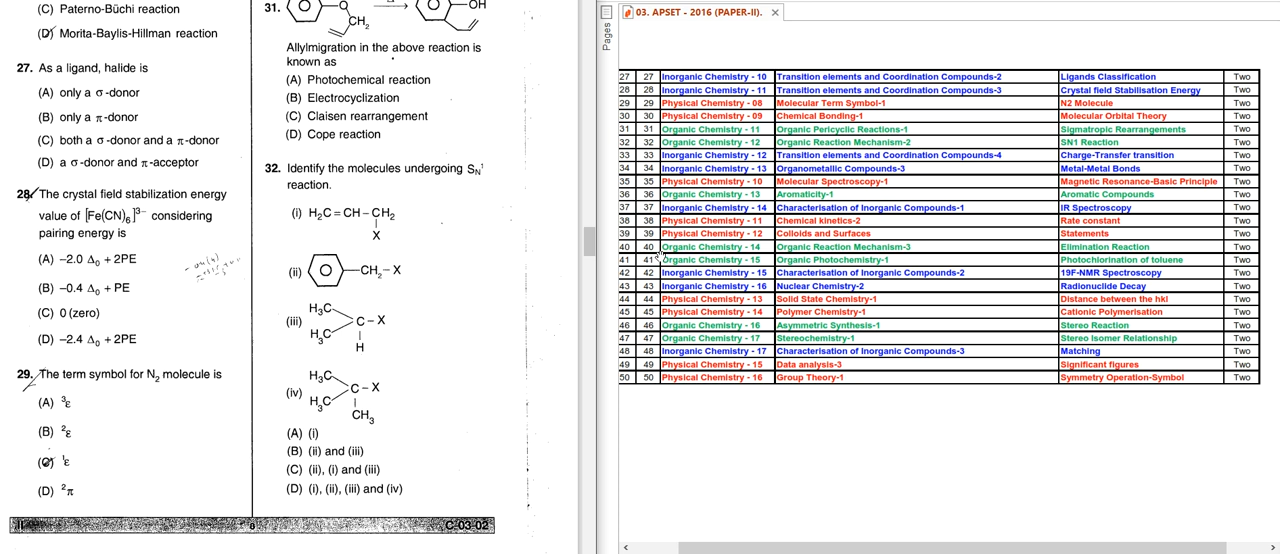 (C) Paterno-Büchi reaction
(D) Morita-Baylis-Hillman reaction
27. As a ligand, halide is
(A) only a σ-donor
(B) only a π-donor
(C) both a σ-donor and a π-donor
(D) a σ-donor and π-acceptor
28. The crystal field stabilization energy
value of [Fe(CN)6]3− considering
pairing energy is
(A) −2.0 Δ0 + 2PE
(B) −0.4 Δ0 + PE
(C) 0 (zero)
(D) −2.4 Δ0 + 2PE
29. The term symbol for N2 molecule is
(A) 3ε
(B) 2ε
(C) 1ε
(D) 2π
II
6
31.
O
CH2
OH
Allylmigration in the above reaction is
known as
(A) Photochemical reaction
(B) Electrocyclization
(C) Claisen rearrangement
(D) Cope reaction
32. Identify the molecules undergoing SN1
reaction.
(i) H2C=CH−CH2
X
(ii) CH2−X
(iii) H3C
C−X
H3C
H
(iv) H3C
C−X
H3C
CH3
(A) (i)
(B) (ii) and (iii)
(C) (ii), (i) and (iii)
(D) (i), (ii), (iii) and (iv)
C-03-02
Pages
03. APSET - 2016 (PAPER-II).
27 27 Inorganic Chemistry - 10 Transition elements and Coordination Compounds-2 Ligands Classification Two
28 28 Inorganic Chemistry - 11 Transition elements and Coordination Compounds-3 Crystal field Stabilisation Energy Two
29 29 Physical Chemistry - 08 Molecular Term Symbol-1 N2 Molecule Two
30 30 Physical Chemistry - 09 Chemical Bonding-1 Molecular Orbital Theory Two
31 31 Organic Chemistry - 11 Organic Pericyclic Reactions-1 Sigmatropic Rearrangements Two
32 32 Organic Chemistry - 12 Organic Reaction Mechanism-2 SN1 Reaction Two
33 33 Inorganic Chemistry - 12 Transition elements and Coordination Compounds-4 Charge-Transfer transition Two
34 34 Inorganic Chemistry - 13 Organometallic Compounds-3 Metal-Metal Bonds Two
35 35 Physical Chemistry - 10 Molecular Spectroscopy-1 Magnetic Resonance-Basic Principle Two
36 36 Organic Chemistry - 13 Aromaticity-1 Aromatic Compounds Two
37 37 Inorganic Chemistry - 14 Characterisation of Inorganic Compounds-1 IR Spectroscopy Two
38 38 Physical Chemistry - 11 Chemical kinetics-2 Rate constant Two
39 39 Physical Chemistry - 12 Colloids and Surfaces Statements Two
40 40 Organic Chemistry - 14 Organic Reaction Mechanism-3 Elimination Reaction Two
41 41 Organic Chemistry - 15 Organic Photochemistry-1 Photochlorination of toluene Two
42 42 Inorganic Chemistry - 15 Characterisation of Inorganic Compounds-2 19F-NMR Spectroscopy Two
43 43 Inorganic Chemistry - 16 Nuclear Chemistry-2 Radionuclide Decay Two
44 44 Physical Chemistry - 13 Solid State Chemistry-1 Distance between the hkl Two
45 45 Physical Chemistry - 14 Polymer Chemistry-1 Cationic Polymerisation Two
46 46 Organic Chemistry - 16 Asymmetric Synthesis-1 Stereo Reaction Two
47 47 Organic Chemistry - 17 Stereochemistry-1 Stereo Isomer Relationship Two
48 48 Inorganic Chemistry - 17 Characterisation of Inorganic Compounds-3 Matching Two
49 49 Physical Chemistry - 15 Data analysis-3 Significant figures Two
50 50 Physical Chemistry - 16 Group Theory-1 Symmetry Operation-Symbol Two